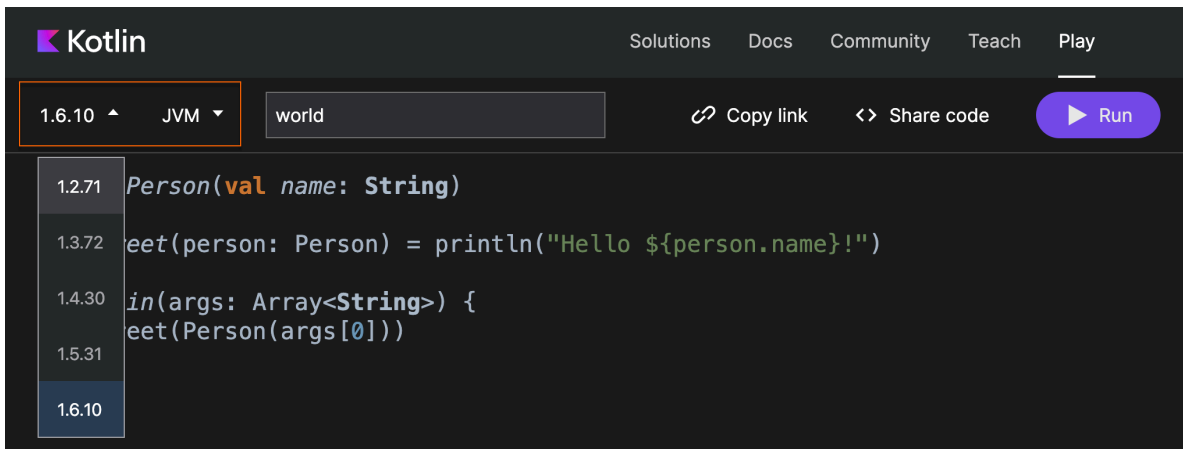 Kotlin Solutions Docs Community Teach Play
1.6.10 JVM world Copy link Share code Run
1.2.71 Person(val name: String)
1.3.72 eet(person: Person) = println("Hello ${person.name}!")
1.4.30 in(args: Array<String>) {
eet(Person(args[0]))
1.5.31
1.6.10